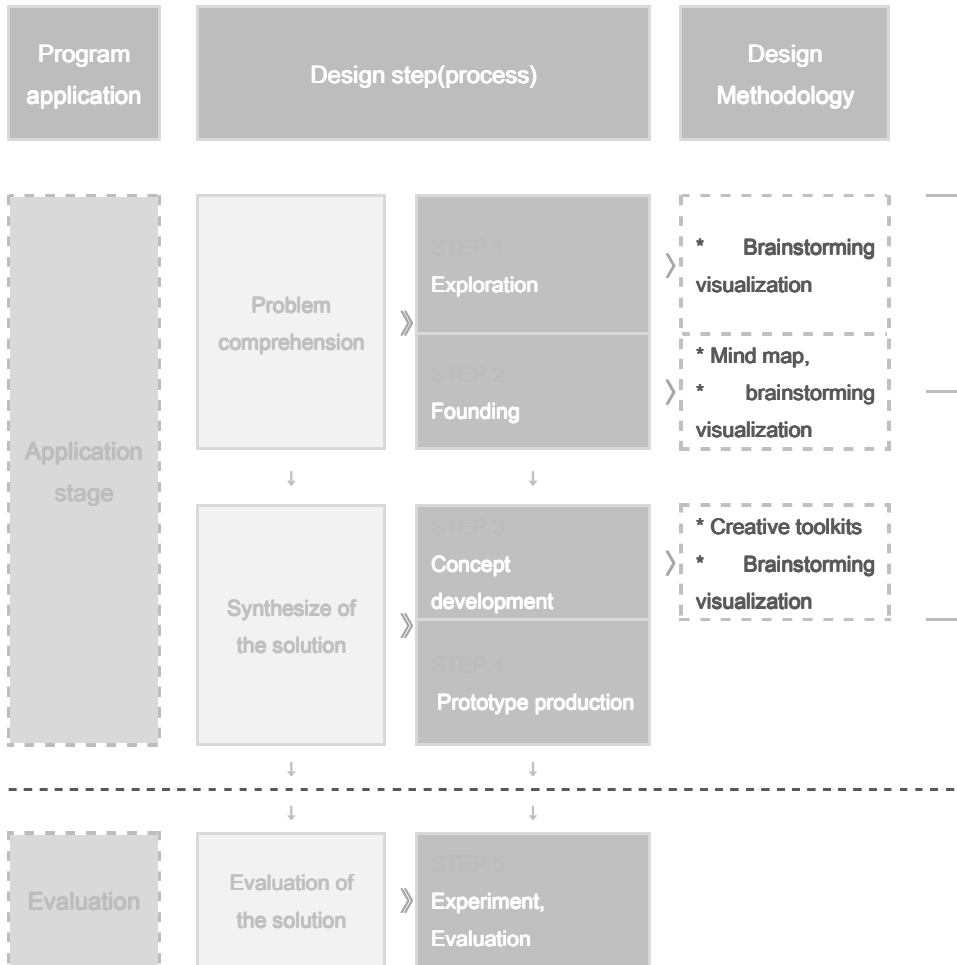 Program
application
Design step(process)
Design
Methodology
Application
stage
Problem
comprehension
STEP 1
Exploration
* Brainstorming
visualization
STEP 2
Founding
* Mind map,
* brainstorming
visualization
↓ ↓
Synthesize of
the solution
STEP 3
Concept
development
* Creative toolkits
* Brainstorming
visualization
STEP 4
Prototype production
↓ ↓
↓ ↓
Evaluation
Evaluation of
the solution
STEP 5
Experiment,
Evaluation